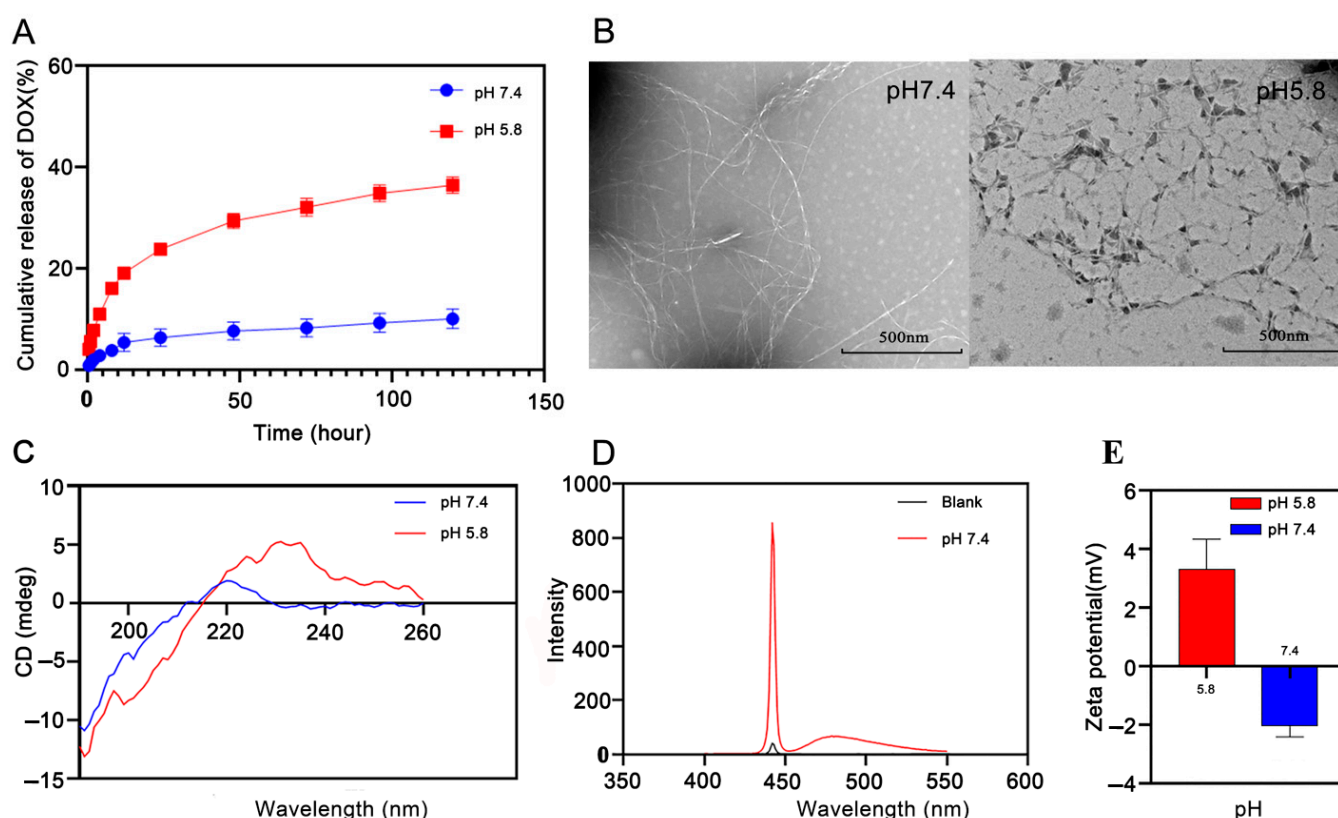 A
60
40
20
0
0
50
100
150
Cumulative release of DOX(%)
Time (hour)
pH 7.4
pH 5.8
B
pH7.4
500nm
pH5.8
500nm
C
10
5
0
–5
–10
–15
200
220
240
260
CD (mdeg)
Wavelength (nm)
pH 7.4
pH 5.8
D
1000
800
600
400
200
0
350
400
450
500
550
600
Intensity
Wavelength (nm)
Blank
pH 7.4
E
6
4
2
0
–2
–4
Zeta potential(mV)
pH 5.8
pH 7.4
7.4
5.8
pH